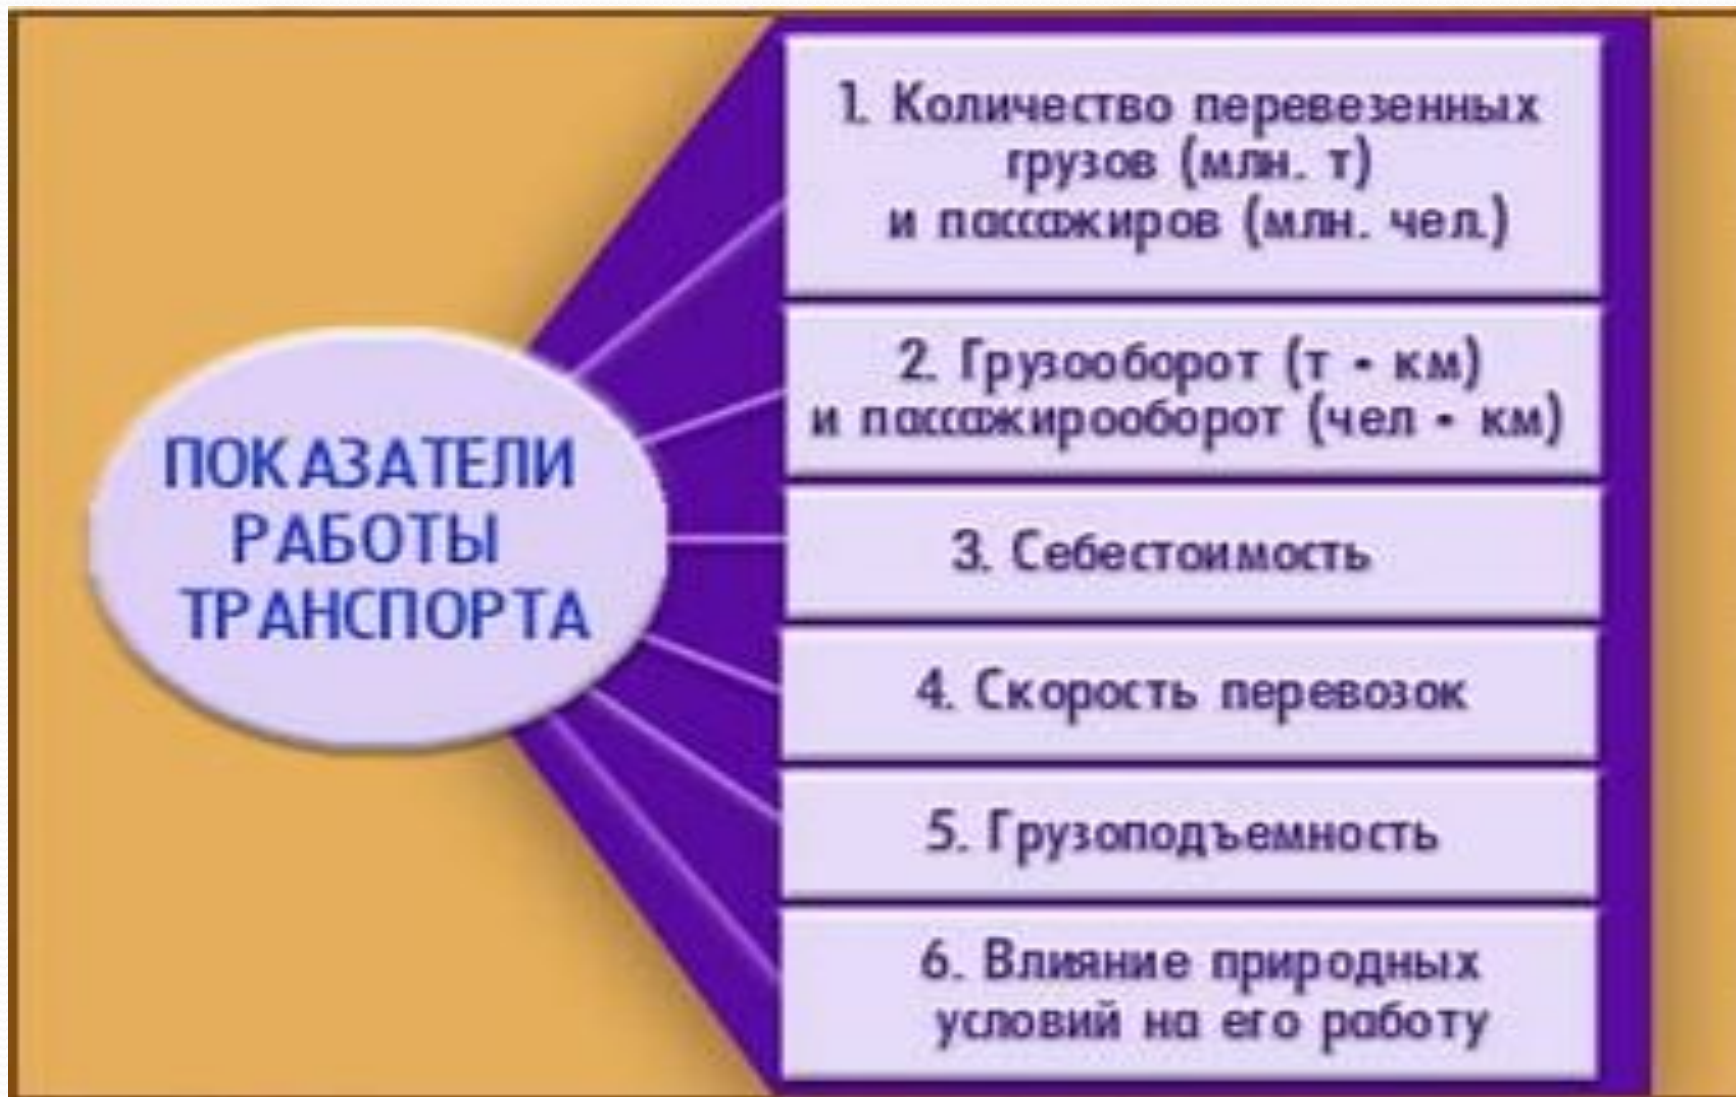 ПОКАЗАТЕЛИ
РАБОТЫ
ТРАНСПОРТА
1. Количество перевезенных
грузов (млн. т)
и пассажиров (млн. чел.)
2. Грузооборот (т - км)
и пассажирооборот (чел - км)
3. Себестоимость
4. Скорость перевозок
5. Грузоподъемность
6. Влияние природных
условий на его работу